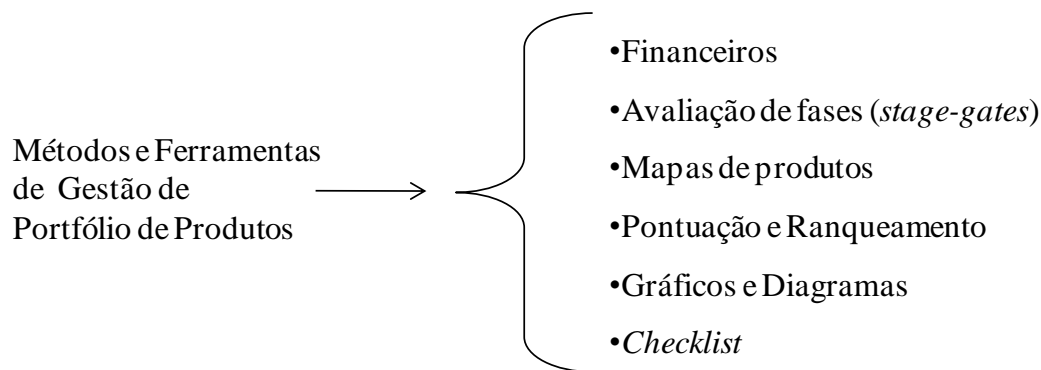 Métodos e Ferramentas
de Gestão de
Portfólio de Produtos
•Financeiros
•Avaliação de fases (stage-gates)
•Mapas de produtos
•Pontuação e Ranqueamento
•Gráficos e Diagramas
•Checklist